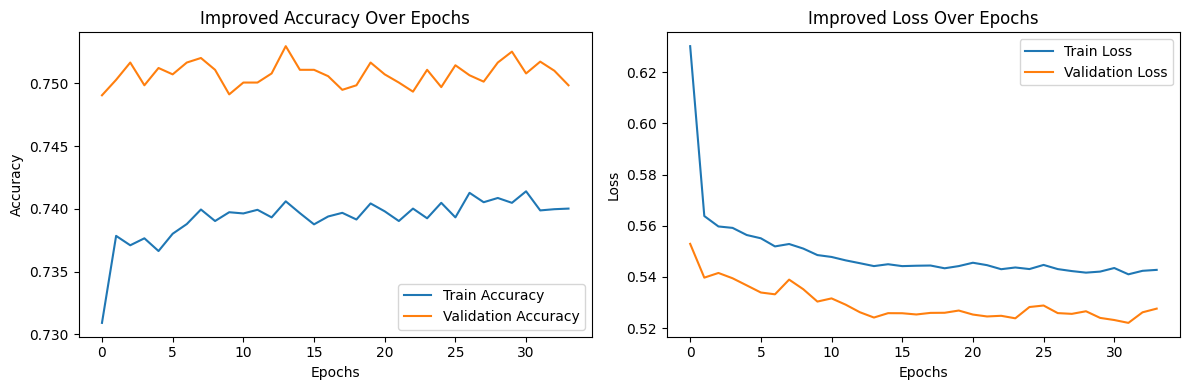 Improved Accuracy Over Epochs
Accuracy
0.750
0.745
0.740
0.735
0.730
0 5 10 15 20 25 30
Epochs
Train Accuracy
Validation Accuracy
Improved Loss Over Epochs
Loss
0.62
0.60
0.58
0.56
0.54
0.52
0 5 10 15 20 25 30
Epochs
Train Loss
Validation Loss